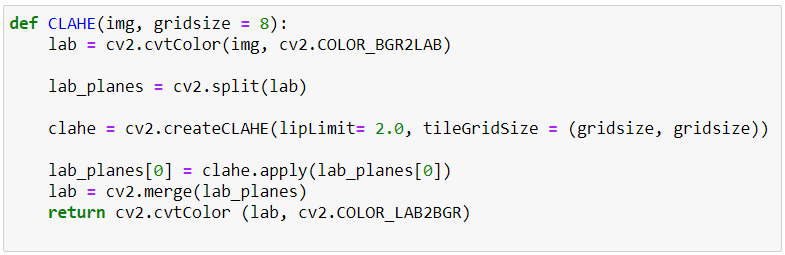 def CLAHE(img, gridsize = 8):
    lab = cv2.cvtColor(img, cv2.COLOR_BGR2LAB)
    lab_planes = cv2.split(lab)
    clahe = cv2.createCLAHE(lipLimit= 2.0, tileGridSize = (gridsize, gridsize))
    lab_planes[0] = clahe.apply(lab_planes[0])
    lab = cv2.merge(lab_planes)
    return cv2.cvtColor (lab, cv2.COLOR_LAB2BGR)